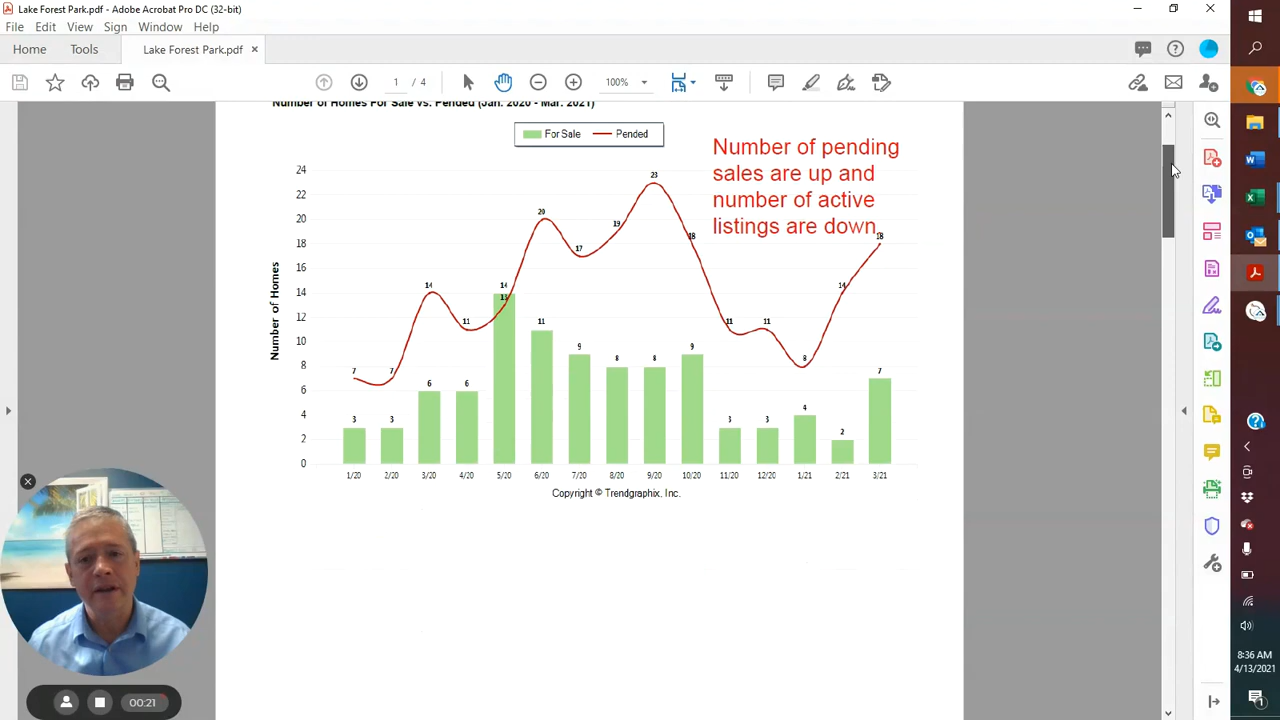 Lake Forest Park.pdf - Adobe Acrobat Pro DC (32-bit)
File Edit View Sign Window Help
Home Tools Lake Forest Park.pdf ×
1 / 4 100%
Number of Homes For Sale vs. Pended (Jan. 2020 - Mar. 2021)
For Sale Pended
Number of pending
sales are up and
number of active
listings are down.
Number of Homes
24
22
20
18
16
14
12
10
8
6
4
2
0
7 7 14 11 13 20 17 19 23 18 11 11 8 14 18
3 3 6 6 14 11 9 8 8 9 3 3 4 2 7
1/20 2/20 3/20 4/20 5/20 6/20 7/20 8/20 9/20 10/20 11/20 12/20 1/21 2/21 3/21
Copyright © Trendgraphix, Inc.
00:21
8:36 AM
4/13/2021
1